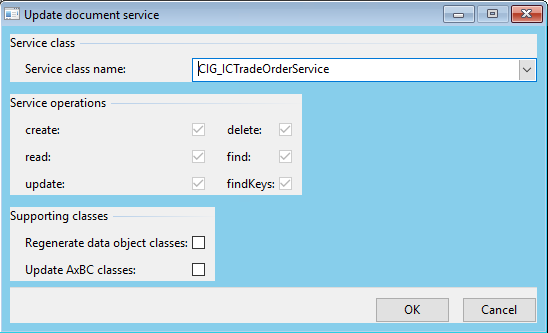 Update document service
Service class
Service class name: CIG_ICTradeOrderService
Service operations
create: delete:
read: find:
update: findKeys:
Supporting classes
Regenerate data object classes:
Update AxBC classes:
OK Cancel